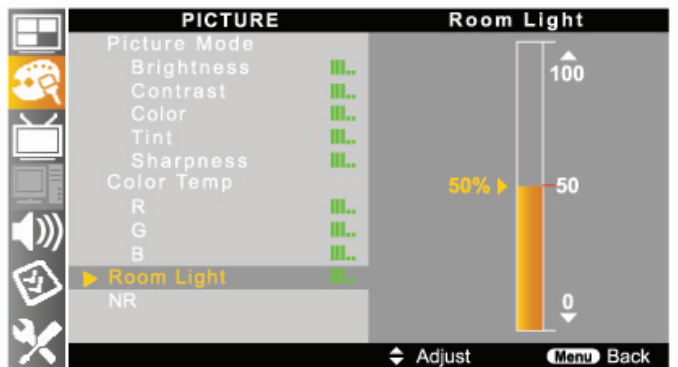 PICTURE
Picture Mode
Brightness
Contrast
Color
Tint
Sharpness
Color Temp
R
G
B
Room Light
NR
Room Light
100
50% 50
0
Adjust Menu Back